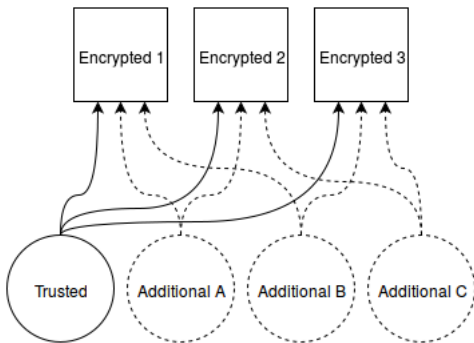 Encrypted 1
Encrypted 2
Encrypted 3
Trusted
Additional A
Additional B
Additional C